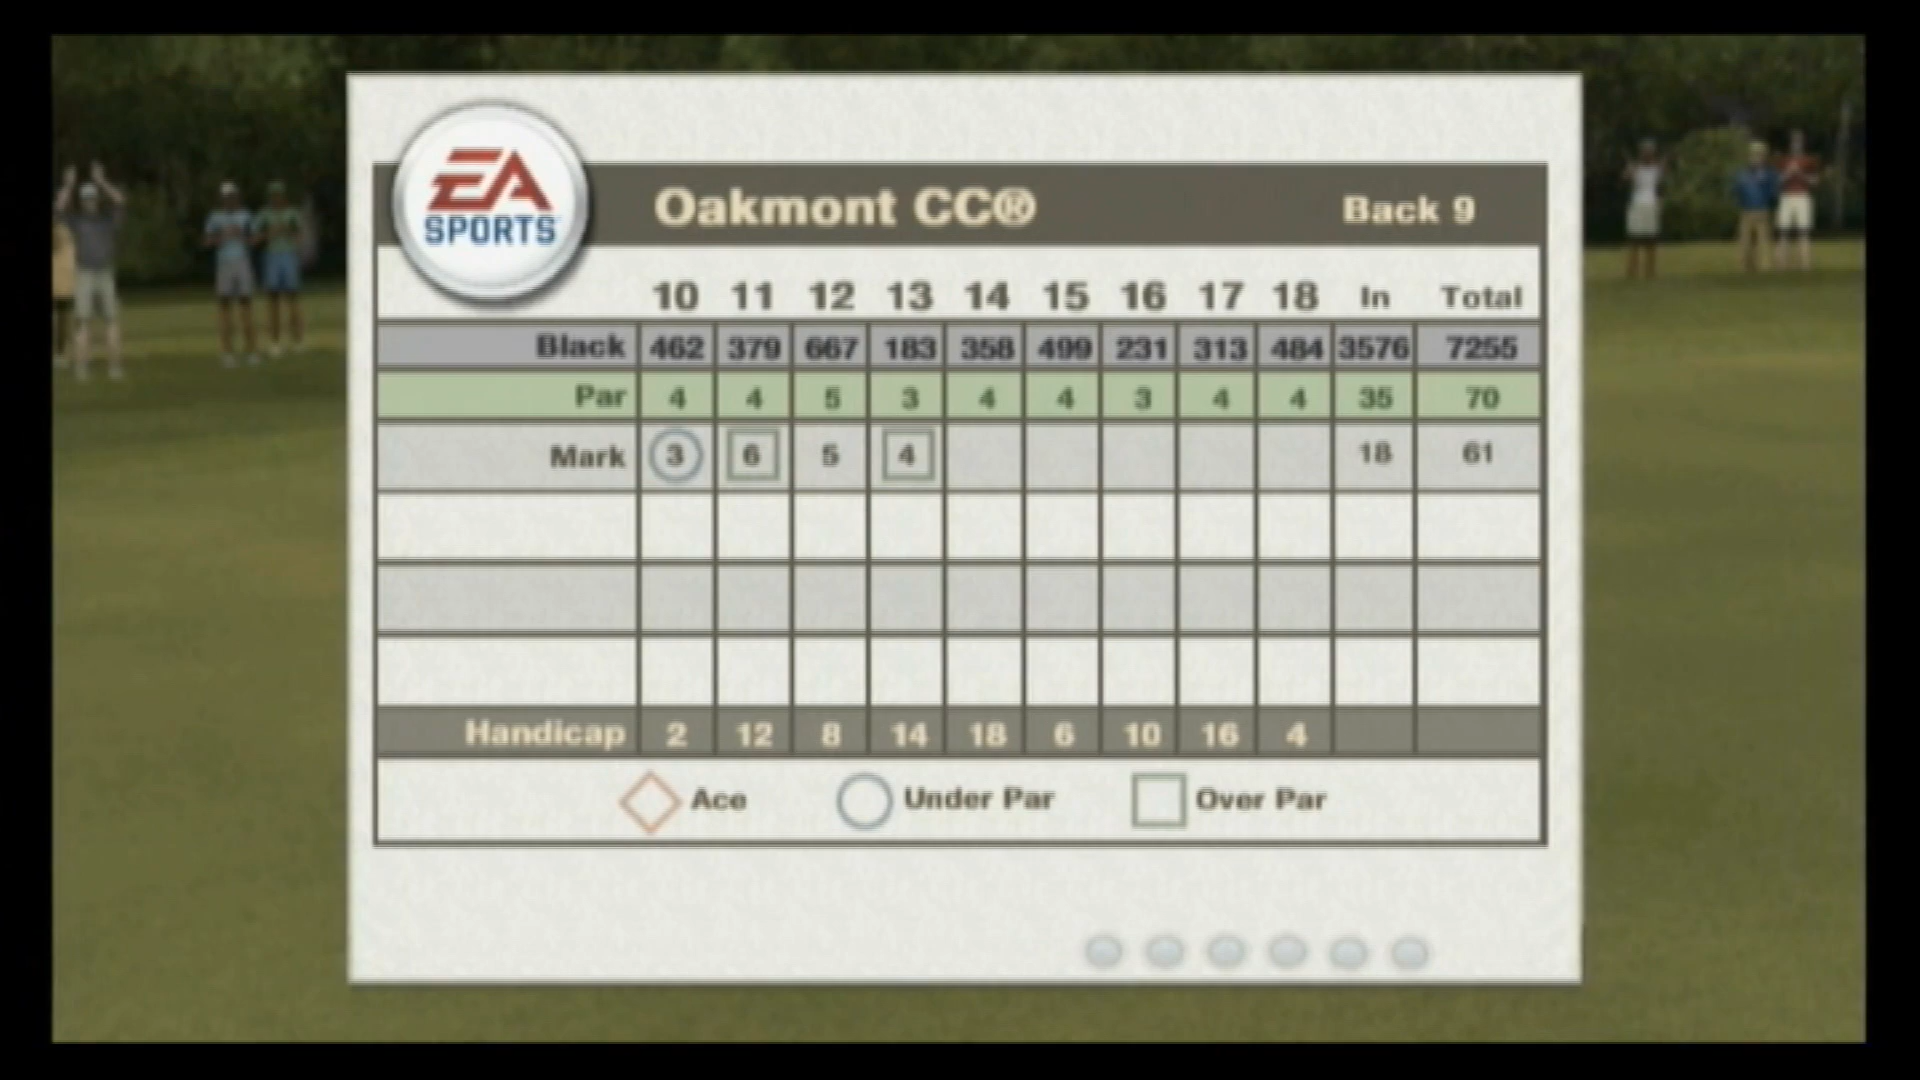 EA
SPORTS
Oakmont CC® Back 9
10 11 12 13 14 15 16 17 18 In Total
Black 462 379 667 183 358 499 231 313 484 3576 7255
Par 4 4 5 3 4 4 3 4 4 35 70
Mark 3 6 5 4 18 61
Handicap 2 12 8 14 18 6 10 16 4
Ace Under Par Over Par